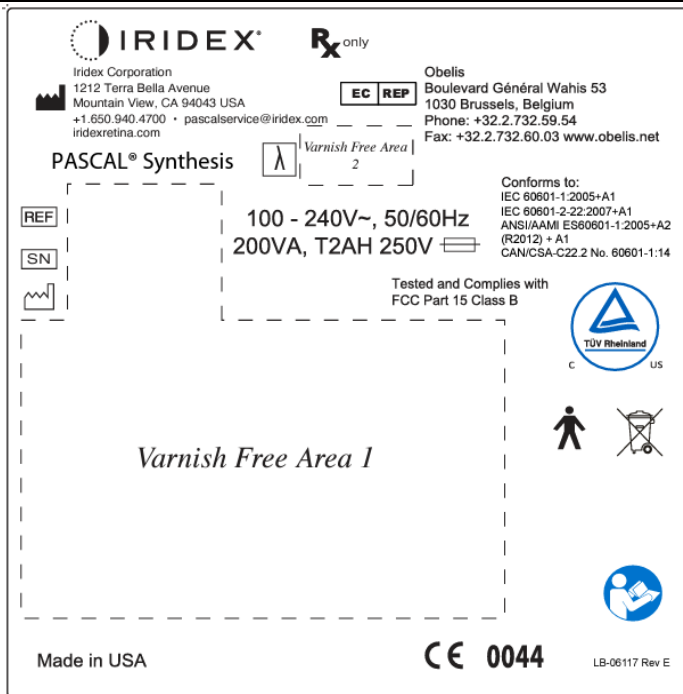 IRIDEX®
Rx only
Iridex Corporation
1212 Terra Bella Avenue
Mountain View, CA 94043 USA
+1.650.940.4700 • pascalservice@iridex.com
iridexretina.com
EC REP
Obelis
Boulevard Général Wahis 53
1030 Brussels, Belgium
Phone: +32.2.732.59.54
Fax: +32.2.732.60.03 www.obelis.net
PASCAL® Synthesis
λ
Varnish Free Area
2
REF
SN
100 - 240V~, 50/60Hz
200VA, T2AH 250V
Conforms to:
IEC 60601-1:2005+A1
IEC 60601-2-22:2007+A1
ANSI/AAMI ES60601-1:2005+A2
(R2012) + A1
CAN/CSA-C22.2 No. 60601-1:14
Tested and Complies with
FCC Part 15 Class B
TÜV Rheinland
C US
Varnish Free Area 1
Made in USA
CE 0044
LB-06117 Rev E